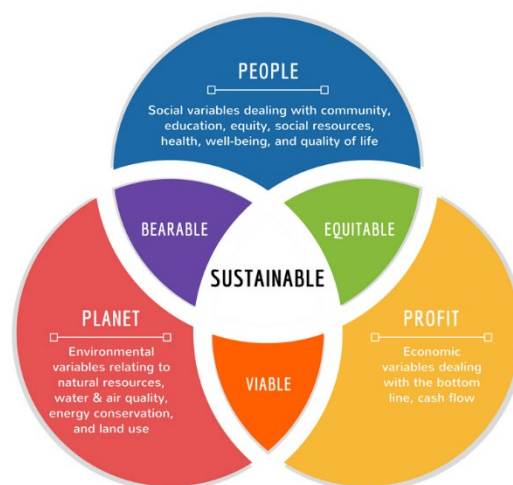 PEOPLE
Social variables dealing with community,
education, equity, social resources,
health, well-being, and quality of life
BEARABLE
EQUITABLE
SUSTAINABLE
PLANET
Environmental
variables relating to
natural resources,
water & air quality,
energy conservation,
and land use
PROFIT
Economic
variables dealing
with the bottom
line, cash flow
VIABLE